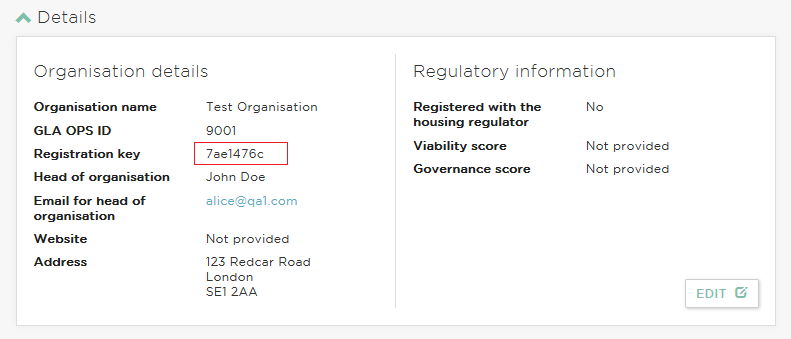 Details
Organisation details
Organisation name Test Organisation
GLA OPS ID 9001
Registration key 7ae1476c
Head of organisation John Doe
Email for head of organisation alice@qa1.com
Website Not provided
Address 123 Redcar Road
London
SE1 2AA
Regulatory information
Registered with the housing regulator No
Viability score Not provided
Governance score Not provided
EDIT